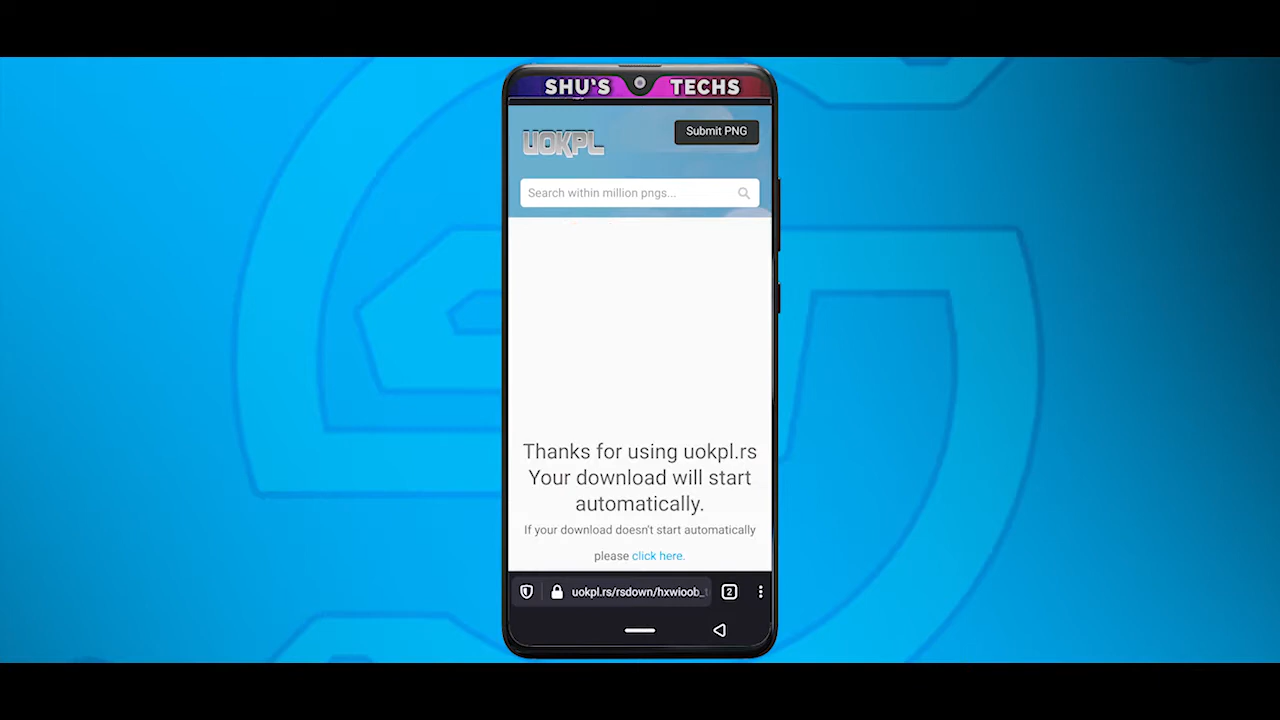 SHU'S TECHS
UOKPL
Submit PNG
Search within million pngs...
Thanks for using uokpl.rs
Your download will start
automatically.
If your download doesn't start automatically
please click here.
uokpl.rs/rsdown/hxwioob_t
2